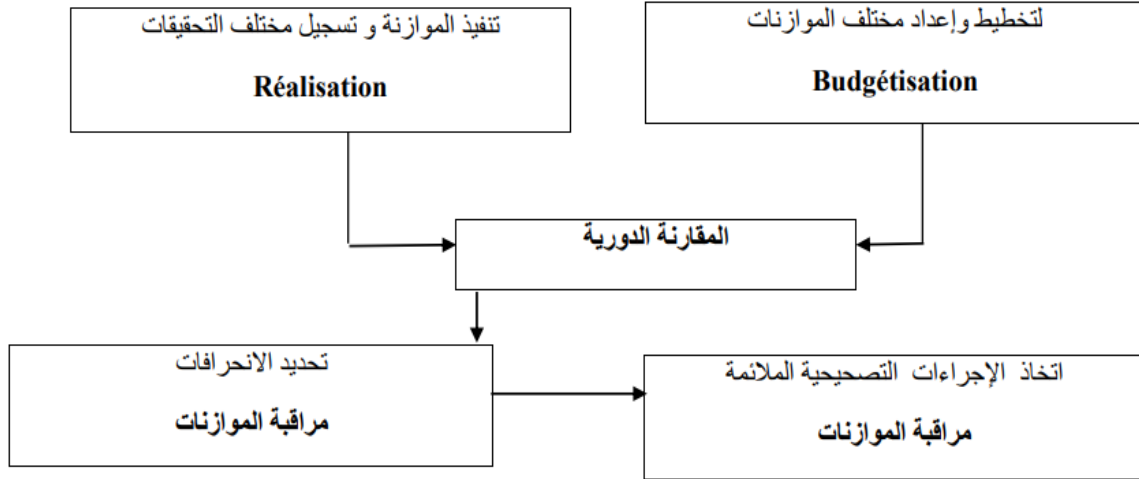 لتخطيط وإعداد مختلف الموازنات
Budgétisation
تنفيذ الموازنة و تسجيل مختلف التحقيقات
Réalisation
المقارنة الدورية
تحديد الانحرافات
مراقبة الموازنات
اتخاذ الإجراءات التصحيحية الملائمة
مراقبة الموازنات